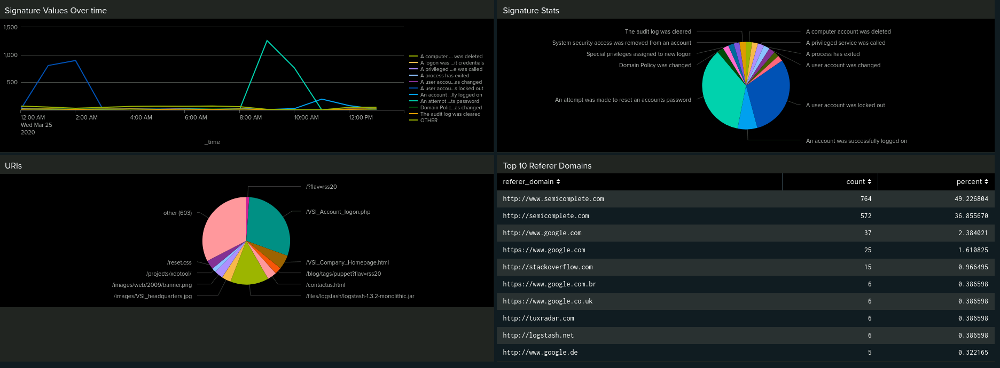 Signature Values Over time
1,500
1,000
500
12:00 AM
Wed Mar 25
2020
2:00 AM
4:00 AM
6:00 AM
8:00 AM
10:00 AM
12:00 PM
_time
A computer ... was deleted
A logon was ...it credentials
A privileged ...e was called
A process has exited
A user accou...as changed
A user accou...s locked out
An account ...lly logged on
An attempt ...ts password
Domain Polic...as changed
The audit log was cleared
OTHER
Signature Stats
The audit log was cleared
System security access was removed from an account
Special privileges assigned to new logon
Domain Policy was changed
An attempt was made to reset an accounts password
A computer account was deleted
A privileged service was called
A process has exited
A user account was changed
A user account was locked out
An account was successfully logged on
URIs
/?flav=rss20
/VSI_Account_logon.php
other (603)
/reset.css
/projects/xdotool/
/images/web/2009/banner.png
/images/VSI_headquarters.jpg
/VSI_Company_Homepage.html
/blog/tags/puppet?flav=rss20
/contactus.html
/files/logstash/logstash-1.3.2-monolithic.jar
Top 10 Referer Domains
referer_domain count percent
http://www.semicomplete.com 764 49.226804
http://semicomplete.com 572 36.855670
http://www.google.com 37 2.384021
https://www.google.com 25 1.610825
http://stackoverflow.com 15 0.966495
https://www.google.com.br 6 0.386598
https://www.google.co.uk 6 0.386598
http://tuxradar.com 6 0.386598
http://logstash.net 6 0.386598
http://www.google.de 5 0.322165